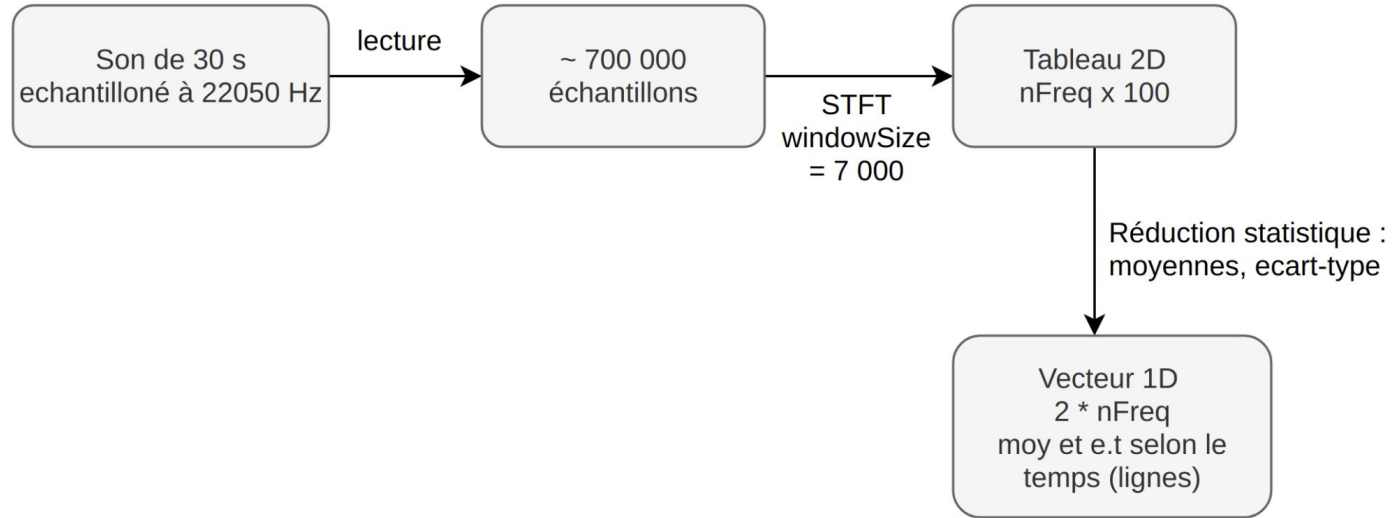 Son de 30 s
echantilloné à 22050 Hz
lecture
~ 700 000
échantillons
STFT
windowSize
= 7 000
Tableau 2D
nFreq x 100
Réduction statistique :
moyennes, ecart-type
Vecteur 1D
2 * nFreq
moy et e.t selon le
temps (lignes)